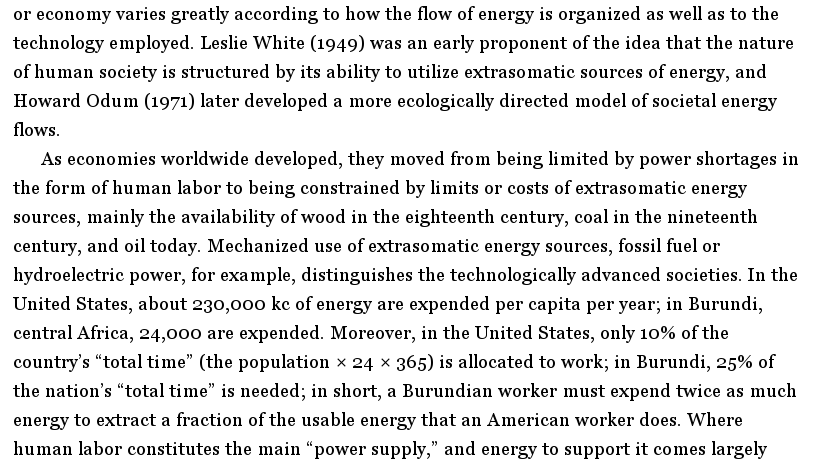 or economy varies greatly according to how the flow of energy is organized as well as to the
technology employed. Leslie White (1949) was an early proponent of the idea that the nature
of human society is structured by its ability to utilize extrasomatic sources of energy, and
Howard Odum (1971) later developed a more ecologically directed model of societal energy
flows.
As economies worldwide developed, they moved from being limited by power shortages in
the form of human labor to being constrained by limits or costs of extrasomatic energy
sources, mainly the availability of wood in the eighteenth century, coal in the nineteenth
century, and oil today. Mechanized use of extrasomatic energy sources, fossil fuel or
hydroelectric power, for example, distinguishes the technologically advanced societies. In the
United States, about 230,000 kc of energy are expended per capita per year; in Burundi,
central Africa, 24,000 are expended. Moreover, in the United States, only 10% of the
country’s “total time” (the population × 24 × 365) is allocated to work; in Burundi, 25% of
the nation’s “total time” is needed; in short, a Burundian worker must expend twice as much
energy to extract a fraction of the usable energy that an American worker does. Where
human labor constitutes the main “power supply,” and energy to support it comes largely